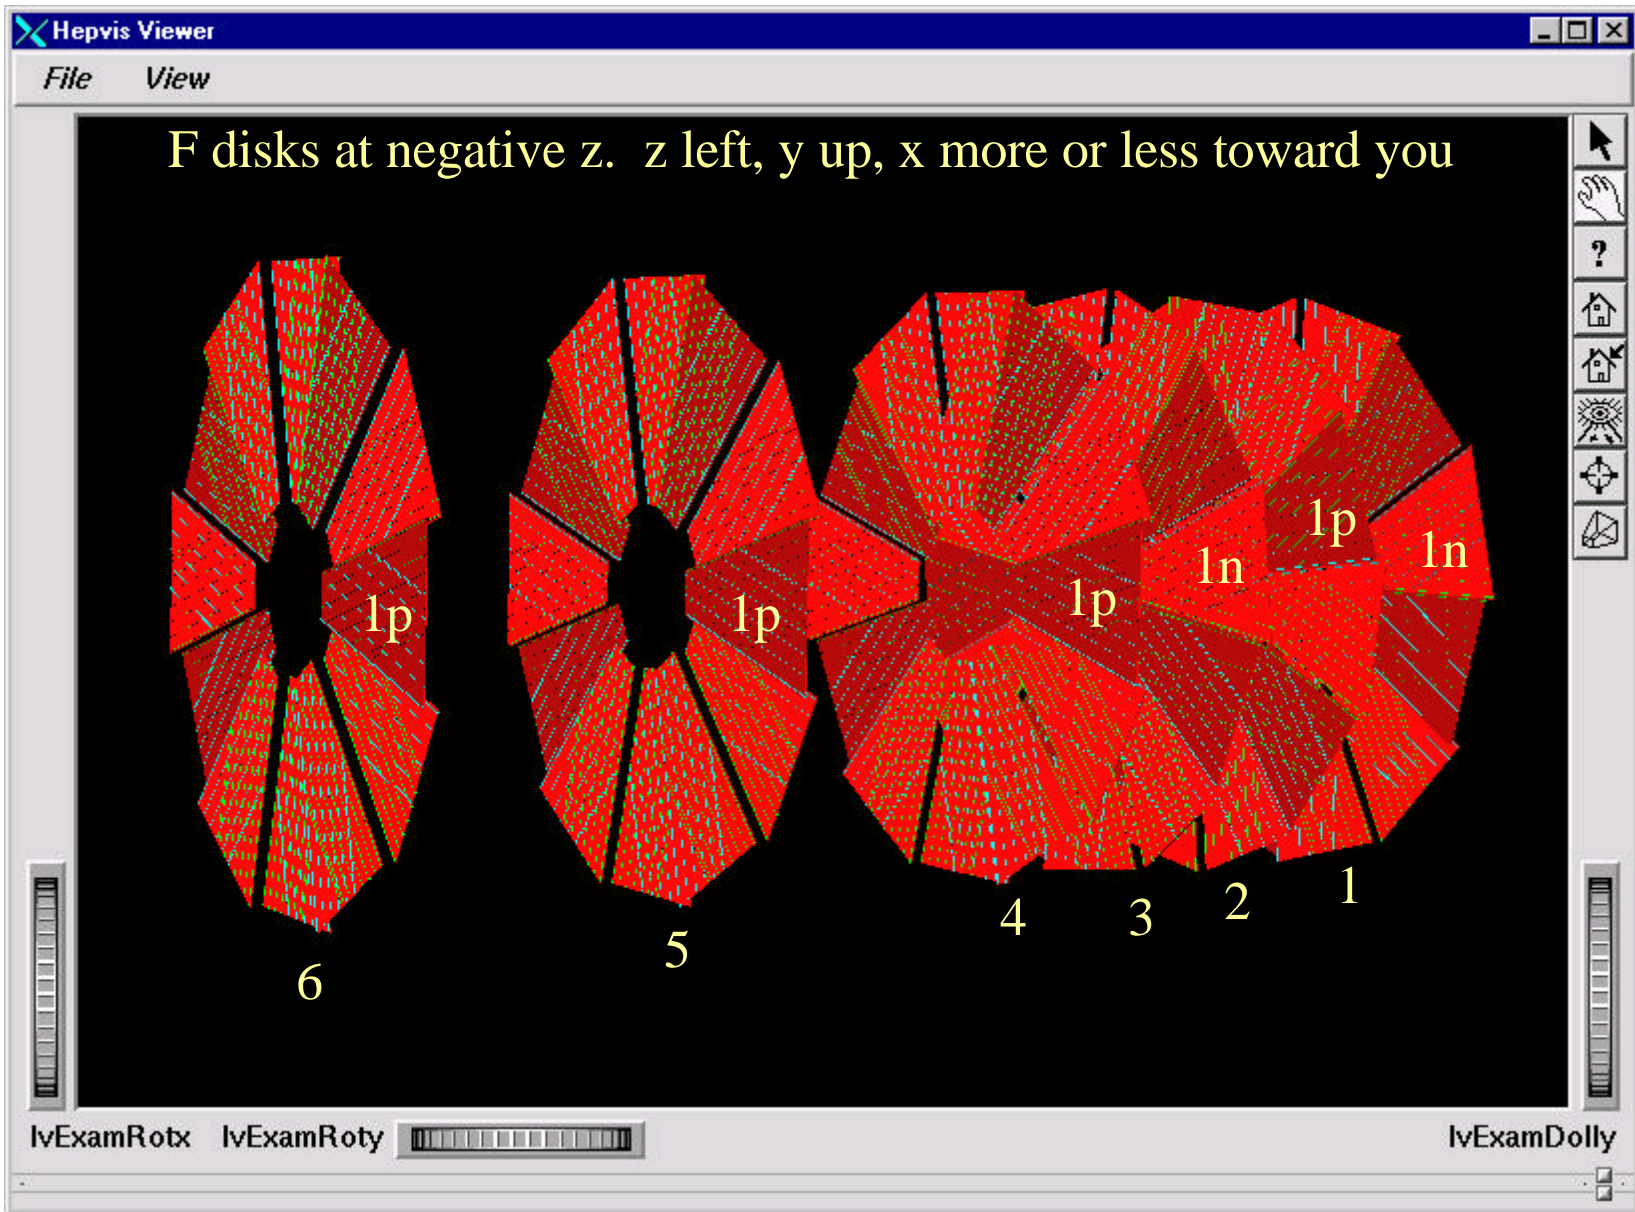 Hepvis Viewer
File View
F disks at negative z. z left, y up, x more or less toward you
?
1p
1n
1n
1p
1p
1p
1
2
3
4
5
6
IvExamRotx IvExamRoty IvExamDolly